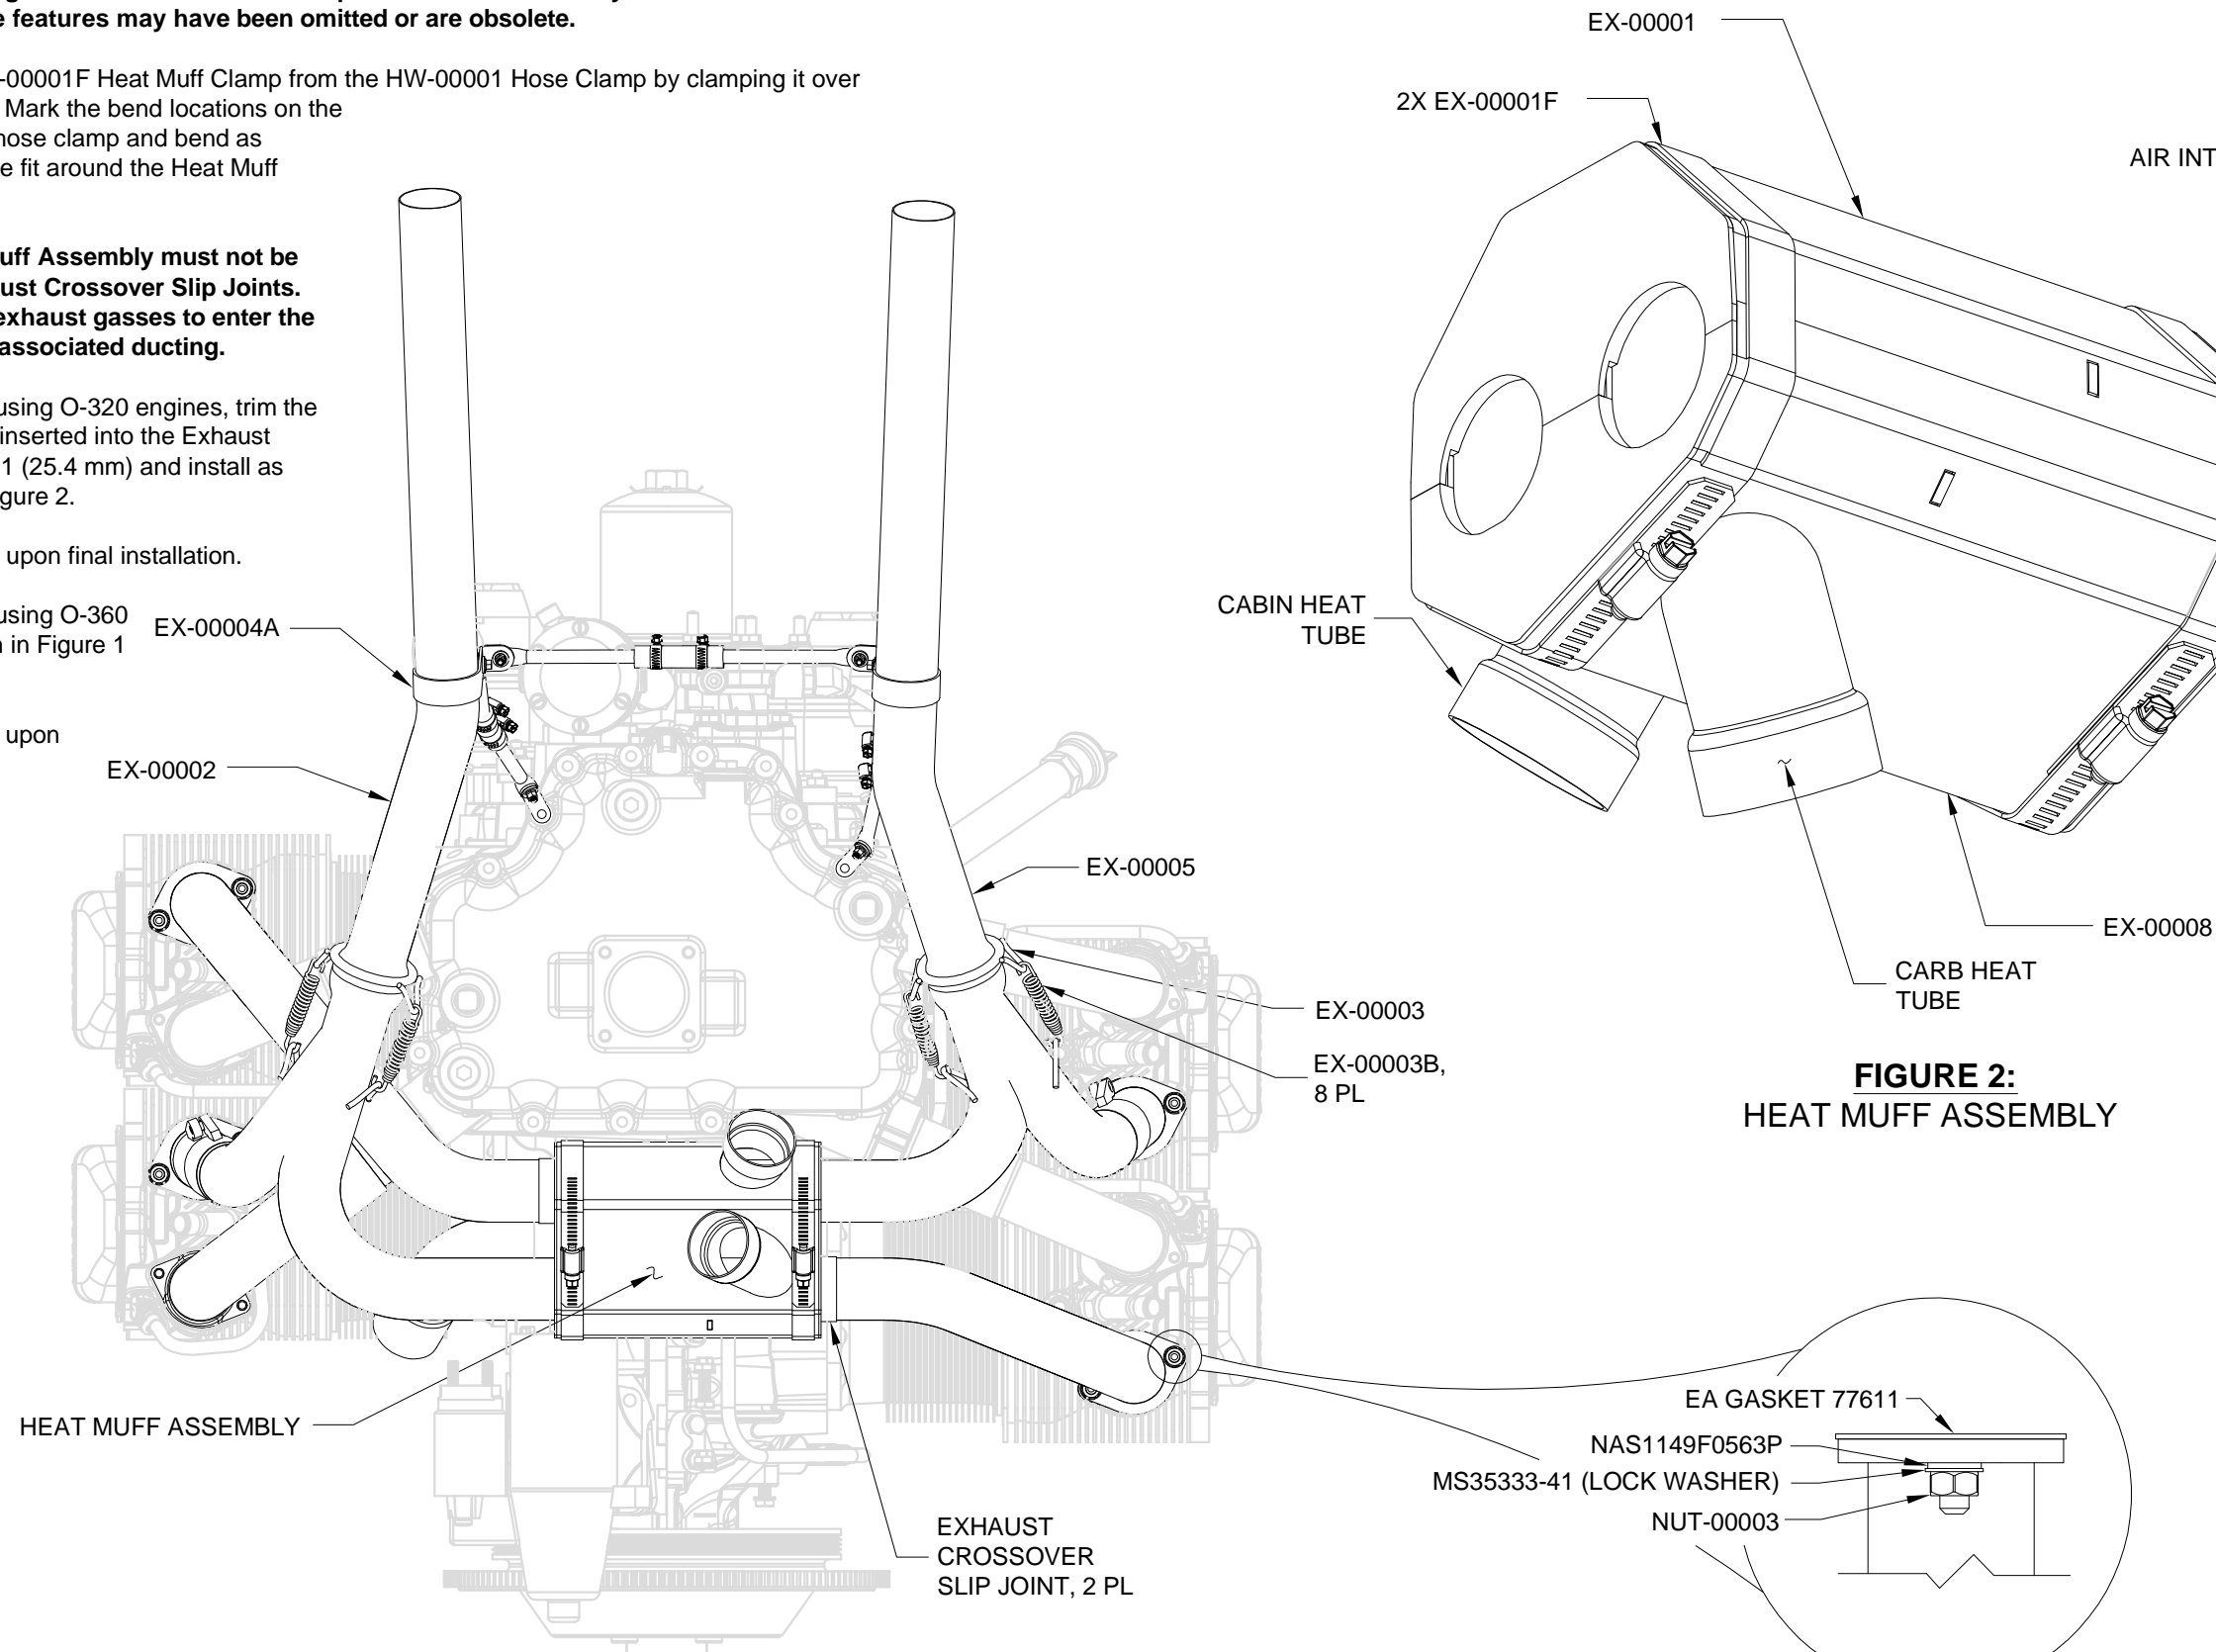 e features may have been omitted or are obsolete.
-00001F Heat Muff Clamp from the HW-00001 Hose Clamp by clamping it over
Mark the bend locations on the
hose clamp and bend as
e fit around the Heat Muff
uff Assembly must not be
ust Crossover Slip Joints.
exhaust gasses to enter the
associated ducting.
using O-320 engines, trim the
inserted into the Exhaust
1 (25.4 mm) and install as
gure 2.
upon final installation.
using O-360
n in Figure 1
upon
EX-00004A
EX-00002
EX-00005
EX-00003
EX-00003B,
8 PL
HEAT MUFF ASSEMBLY
EXHAUST
CROSSOVER
SLIP JOINT, 2 PL
EX-00001
2X EX-00001F
AIR INT
CABIN HEAT
TUBE
EX-00008
CARB HEAT
TUBE
FIGURE 2:
HEAT MUFF ASSEMBLY
EA GASKET 77611
NAS1149F0563P
MS35333-41 (LOCK WASHER)
NUT-00003